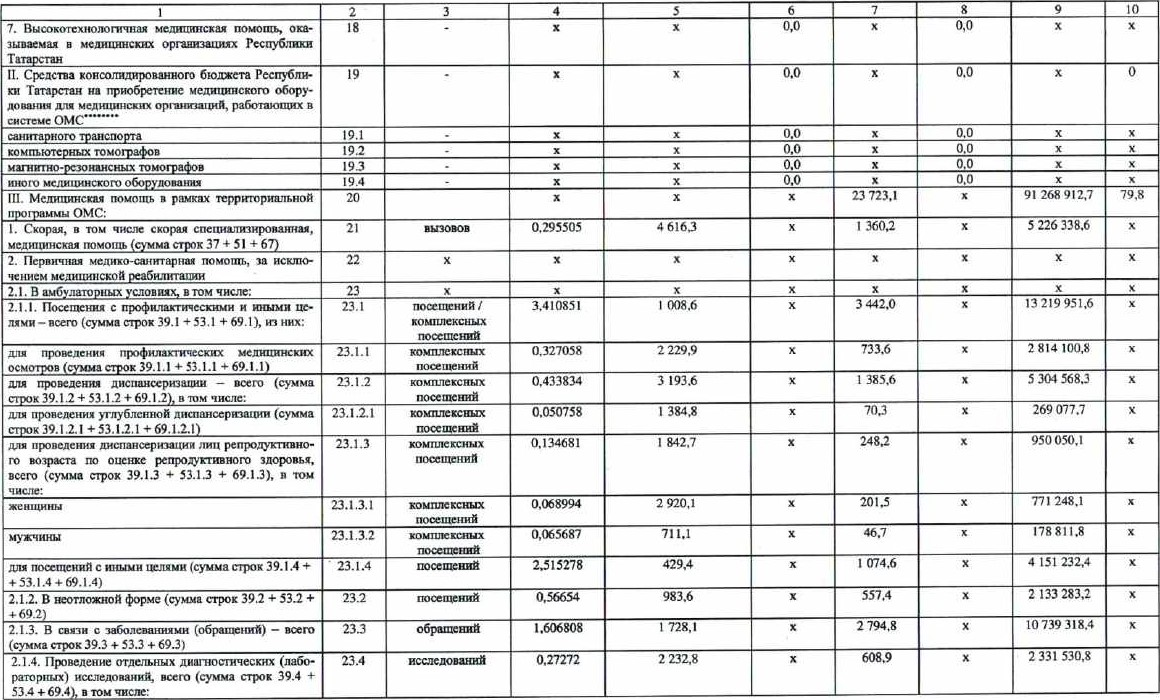 1 2 3 4 5 6 7 8 9 10
7. Высокотехнологичная медицинская помощь, ока- 18 - x x 0,0 x 0,0 x x
зываемая в медицинских организациях Республики
Татарстан
II. Средства консолидированного бюджета Республи- 19 - x x 0,0 x 0,0 x 0
ки Татарстан на приобретение медицинского обору-
дования для медицинских организаций, работающих в
системе ОМС********
санитарного транспорта 19.1 - x x 0,0 x 0,0 x x
компьютерных томографов 19.2 - x x 0,0 x 0,0 x x
магнитно-резонансных томографов 19.3 - x x 0,0 x 0,0 x x
иного медицинского оборудования 19.4 - x x 0,0 x 0,0 x x
III. Медицинская помощь в рамках территориальной 20 x x x 23 723,1 x 91 268 912,7 79,8
программы ОМС:
1. Скорая, в том числе скорая специализированная, 21 вызовов 0,295505 4 616,3 x 1 360,2 x 5 226 338,6 x
медицинская помощь (сумма строк 37 + 51 + 67)
2. Первичная медико-санитарная помощь, за исклю- 22 x x x x x x x x
чением медицинской реабилитации
2.1. В амбулаторных условиях, в том числе: 23 x x x x x x x x
2.1.1. Посещения с профилактическими и иными це- 23.1 посещений / 3,410851 1 008,6 x 3 442,0 x 13 219 951,6 x
лями – всего (сумма строк 39.1 + 53.1 + 69.1), из них: комплексных
посещений
для проведения профилактических медицинских 23.1.1 комплексных 0,327058 2 229,9 x 733,6 x 2 814 100,8 x
осмотров (сумма строк 39.1.1 + 53.1.1 + 69.1.1) посещений
для проведения диспансеризации – всего (сумма 23.1.2 комплексных 0,433834 3 193,6 x 1 385,6 x 5 304 568,3 x
строк 39.1.2 + 53.1.2 + 69.1.2), в том числе: посещений
для проведения углубленной диспансеризации (сумма 23.1.2.1 комплексных 0,050758 1 384,8 x 70,3 x 269 077,7 x
строк 39.1.2.1 + 53.1.2.1 + 69.1.2.1) посещений
для проведения диспансеризации лиц репродуктивно- 23.1.3 комплексных 0,134681 1 842,7 x 248,2 x 950 050,1 x
го возраста по оценке репродуктивного здоровья, посещений
всего (сумма строк 39.1.3 + 53.1.3 + 69.1.3), в том
числе:
женщины 23.1.3.1 комплексных 0,068994 2 920,1 x 201,5 x 771 248,1 x
посещений
мужчины 23.1.3.2 комплексных 0,065687 711,1 x 46,7 x 178 811,8 x
посещений
для посещений с иными целями (сумма строк 39.1.4 + 23.1.4 посещений 2,515278 429,4 x 1 074,6 x 4 151 232,4 x
+ 53.1.4 + 69.1.4)
2.1.2. В неотложной форме (сумма строк 39.2 + 53.2 + 23.2 посещений 0,56654 983,6 x 557,4 x 2 133 283,2 x
+ 69.2)
2.1.3. В связи с заболеваниями (обращений) – всего 23.3 обращений 1,606808 1 728,1 x 2 794,8 x 10 739 318,4 x
(сумма строк 39.3 + 53.3 + 69.3)
2.1.4. Проведение отдельных диагностических (лабо- 23.4 исследований 0,27272 2 232,8 x 608,9 x 2 331 530,8 x
раторных) исследований, всего (сумма строк 39.4 +
53.4 + 69.4), в том числе: